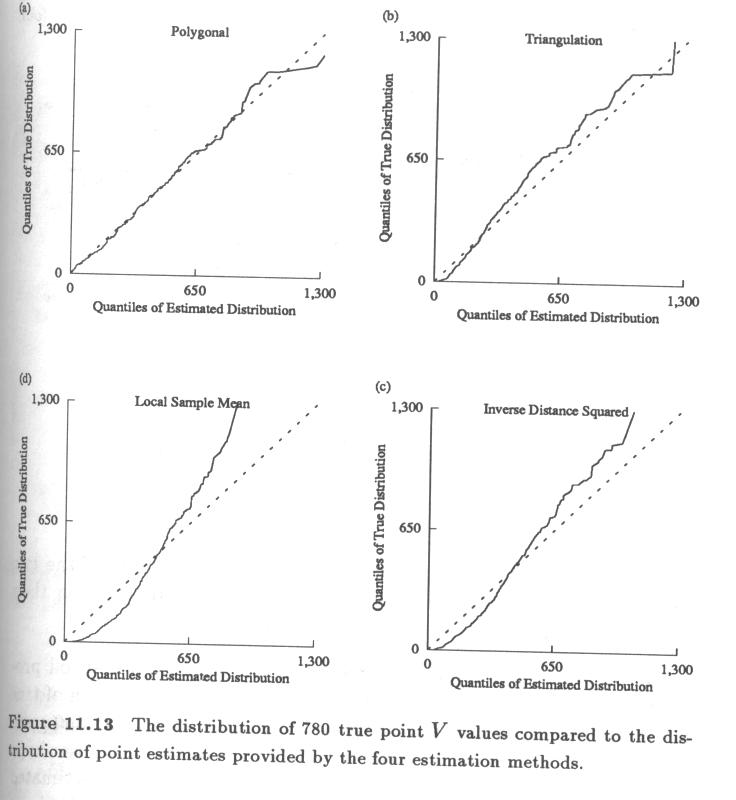 (a)
Polygonal
1,300
650
0
Quantiles of True Distribution
0 650 1,300
Quantiles of Estimated Distribution
(b)
Triangulation
1,300
650
0
Quantiles of True Distribution
0 650 1,300
Quantiles of Estimated Distribution
(d)
Local Sample Mean
1,300
650
0
Quantiles of True Distribution
0 650 1,300
Quantiles of Estimated Distribution
(c)
Inverse Distance Squared
1,300
650
0
Quantiles of True Distribution
0 650 1,300
Quantiles of Estimated Distribution
Figure 11.13 The distribution of 780 true point V values compared to the dis-
tribution of point estimates provided by the four estimation methods.